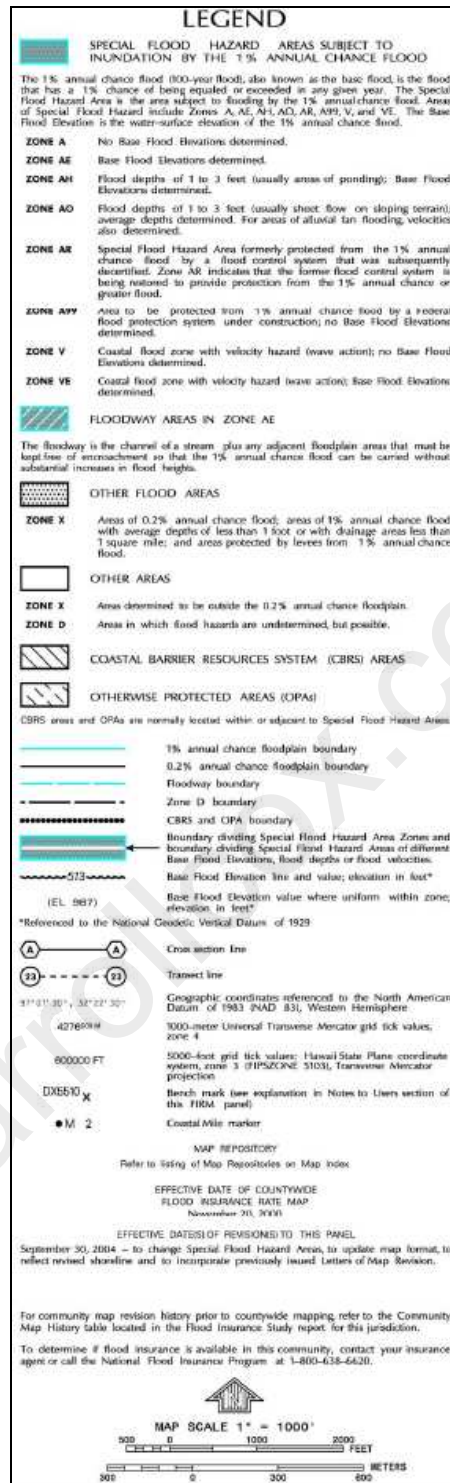 LEGEND
SPECIAL FLOOD HAZARD AREAS SUBJECT TO
INUNDATION BY THE 1% ANNUAL CHANCE FLOOD
The 1% annual chance flood (100-year flood), also known as the base flood, is the flood
that has a 1% chance of being equaled or exceeded in any given year. The Special
Flood Hazard Area is the area subject to flooding by the 1% annual chance flood. Areas
of Special Flood Hazard include Zones A, AE, AH, AO, AR, A99, V, and VE. The Base
Flood Elevation is the water-surface elevation of the 1% annual chance flood.
ZONE A No Base Flood Elevations determined.
ZONE AE Base Flood Elevations determined.
ZONE AH Flood depths of 1 to 3 feet (usually areas of ponding); Base Flood
Elevations determined.
ZONE AO Flood depths of 1 to 3 feet (usually sheet flow on sloping terrain);
average depths determined. For areas of alluvial fan flooding, velocities
also determined.
ZONE AR Special Flood Hazard Area formerly protected from the 1% annual
chance flood by a flood control system that was subsequently
decertified. Zone AR indicates that the former flood control system is
being restored to provide protection from the 1% annual chance or
greater flood.
ZONE A99 Area to be protected from 1% annual chance flood by a Federal
flood protection system under construction; no Base Flood Elevations
determined.
ZONE V Coastal flood zone with velocity hazard (wave action); no Base Flood
Elevations determined.
ZONE VE Coastal flood zone with velocity hazard (wave action); Base Flood Elevations
determined.
FLOODWAY AREAS IN ZONE AE
The floodway is the channel of a stream plus any adjacent floodplain areas that must be
kept free of encroachment so that the 1% annual chance flood can be carried without
substantial increases in flood heights.
OTHER FLOOD AREAS
ZONE X Areas of 0.2% annual chance flood; areas of 1% annual chance flood
with average depths of less than 1 foot or with drainage areas less than
1 square mile; and areas protected by levees from 1% annual chance
flood.
OTHER AREAS
ZONE X Areas determined to be outside the 0.2% annual chance floodplain.
ZONE D Areas in which flood hazards are undetermined, but possible.
COASTAL BARRIER RESOURCES SYSTEM (CBRS) AREAS
OTHERWISE PROTECTED AREAS (OPAs)
CBRS areas and OPAs are normally located within or adjacent to Special Flood Hazard Areas.
1% annual chance floodplain boundary
0.2% annual chance floodplain boundary
Floodway boundary
Zone D boundary
CBRS and OPA boundary
Boundary dividing Special Flood Hazard Area Zones and
boundary dividing Special Flood Hazard Areas of different
Base Flood Elevations, flood depths or flood velocities.
513 Base Flood Elevation line and value; elevation in feet*
(EL 987) Base Flood Elevation value where uniform within zone;
elevation in feet*
*Referenced to the National Geodetic Vertical Datum of 1929
A A Cross section line
23 23 Transect line
97°07'30", 32°22'30" Geographic coordinates referenced to the North American
Datum of 1983 (NAD 83), Western Hemisphere
4276000M 1000-meter Universal Transverse Mercator grid tick values,
zone 4
600000 FT 5000-foot grid tick values: Hawaii State Plane coordinate
system, zone 3 (FIPSZONE 5103), Transverse Mercator
projection
DX5510 x Bench mark (see explanation in Notes to Users section of
this FIRM panel)
●M 2 Coastal Mile marker
MAP REPOSITORY
Refer to listing of Map Repositories on Map Index
EFFECTIVE DATE OF COUNTYWIDE
FLOOD INSURANCE RATE MAP
November 20, 2000
EFFECTIVE DATE(S) OF REVISION(S) TO THIS PANEL
September 30, 2004 – to change Special Flood Hazard Areas, to update map format, to
reflect revised shoreline and to incorporate previously issued Letters of Map Revision.
For community map revision history prior to countywide mapping, refer to the Community
Map History table located in the Flood Insurance Study report for this jurisdiction.
To determine if flood insurance is available in this community, contact your insurance
agent or call the National Flood Insurance Program at 1-800-638-6620.
MAP SCALE 1" = 1000'
500 0 1000 2000
FEET
METERS
300 0 300 600